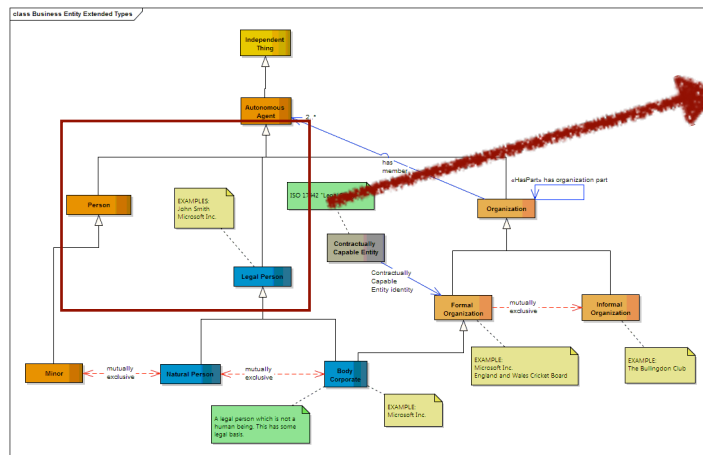 class Business Entity Extended Types
Independent
Thing
Autonomous
Agent
2..*
has
member
«HasPart» has organization part
Person
EXAMPLES:
John Smith
Microsoft Inc.
ISO 17442
Organization
Contractually
Capable Entity
Legal Person
Contractually
Capable
Entity identity
Formal
Organization
mutually
exclusive
Informal
Organization
Minor
mutually
exclusive
Natural Person
mutually
exclusive
Body
Corporate
EXAMPLE:
Microsoft Inc.
England and Wales Cricket Board
EXAMPLE:
The Bullingdon Club
A legal person which is not a
human being. This has some
legal basis.
EXAMPLE:
Microsoft Inc.